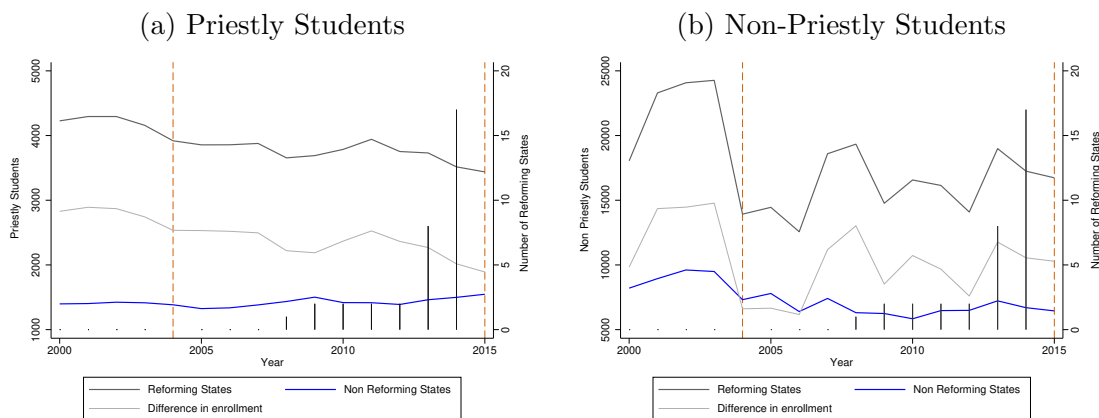 (a) Priestly Students
5000
4000
3000
2000
1000
Priestly Students
20
15
10
5
0
Number of Reforming States
2000
2005
2010
2015
Year
Reforming States
Non Reforming States
Difference in enrollment
(b) Non-Priestly Students
25000
20000
15000
10000
5000
Non Priestly Students
20
15
10
5
0
Number of Reforming States
2000
2005
2010
2015
Year
Reforming States
Non Reforming States
Difference in enrollment